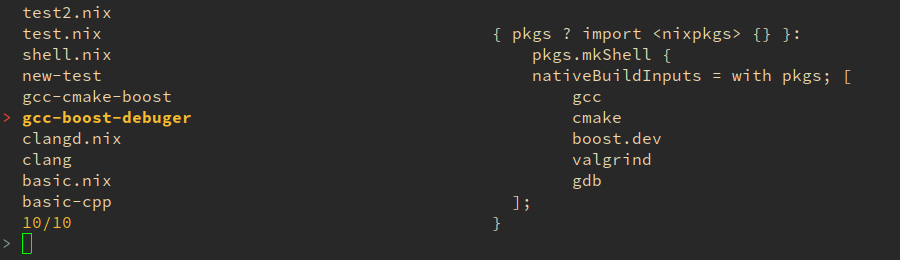 test2.nix
test.nix
shell.nix
new-test
gcc-cmake-boost
> gcc-boost-debuger
clangd.nix
clang
basic.nix
basic-cpp
10/10
>
{ pkgs ? import <nixpkgs> {} }:
pkgs.mkShell {
nativeBuildInputs = with pkgs; [
gcc
cmake
boost.dev
valgrind
gdb
];
}